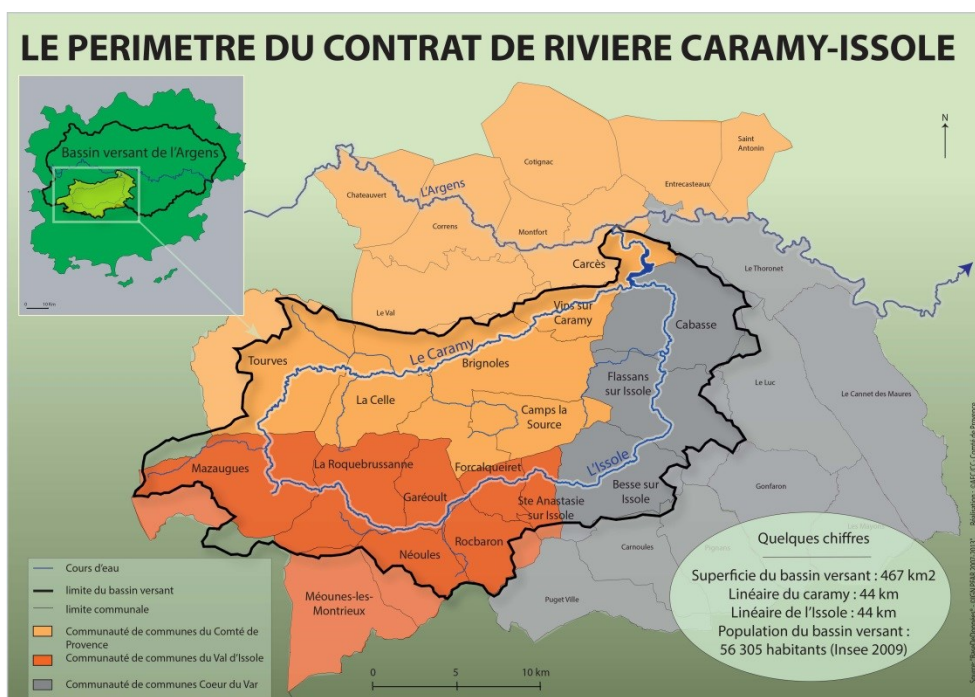 LE PERIMETRE DU CONTRAT DE RIVIERE CARAMY-ISSOLE
Bassin versant de l'Argens
N
Saint
Antonin
Cotignac
Entrecasteaux
Chateauvert
L'Argens
Correns
Montfort
Carcès
Le Thoronet
Le Val
Vins sur
Caramy
Cabasse
Tourves
Le Caramy
Brignoles
Flassans
sur Issole
Le Luc
Le Cannet des Maures
La Celle
Camps la
Source
Mazaugues
La Roquebrussanne
Forcalqueiret
L'Issole
Garéoult
Ste Anastasie
sur Issole
Besse sur
Issole
Gonfaron
Les Mayons
Rocbaron
Néoules
Carnoules
Pignans
Méounes-les-
Montrieux
Puget Ville
Quelques chiffres
Superficie du bassin versant : 467 km2
Linéaire du caramy : 44 km
Linéaire de l'Issole : 44 km
Population du bassin versant :
56 305 habitants (Insee 2009)
Cours d'eau
limite du bassin versant
limite communale
Communauté de communes du Comté de
Provence
Communauté de communes du Val d'Issole
Communauté de communes Coeur du Var
0 5 10 km